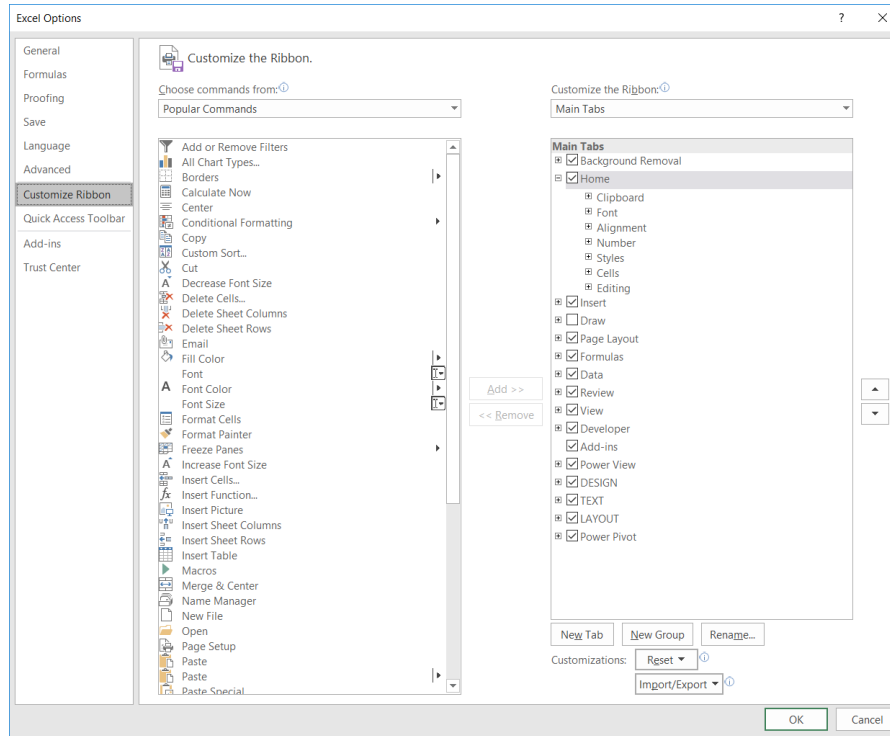 Excel Options
General
Formulas
Proofing
Save
Language
Advanced
Customize Ribbon
Quick Access Toolbar
Add-ins
Trust Center
Customize the Ribbon.
Choose commands from:
Popular Commands
Add or Remove Filters
All Chart Types...
Borders
Calculate Now
Center
Conditional Formatting
Copy
Custom Sort...
Cut
Decrease Font Size
Delete Cells...
Delete Sheet Columns
Delete Sheet Rows
Email
Fill Color
Font
Font Color
Font Size
Format Cells
Format Painter
Freeze Panes
Increase Font Size
Insert Cells...
Insert Function...
Insert Picture
Insert Sheet Columns
Insert Sheet Rows
Insert Table
Macros
Merge & Center
Name Manager
New File
Open
Page Setup
Paste
Paste
Paste Special
Add >>
<< Remove
Customize the Ribbon:
Main Tabs
Main Tabs
Background Removal
Home
Clipboard
Font
Alignment
Number
Styles
Cells
Editing
Insert
Draw
Page Layout
Formulas
Data
Review
View
Developer
Add-ins
Power View
DESIGN
TEXT
LAYOUT
Power Pivot
New Tab
New Group
Rename...
Customizations:
Reset
Import/Export
OK
Cancel